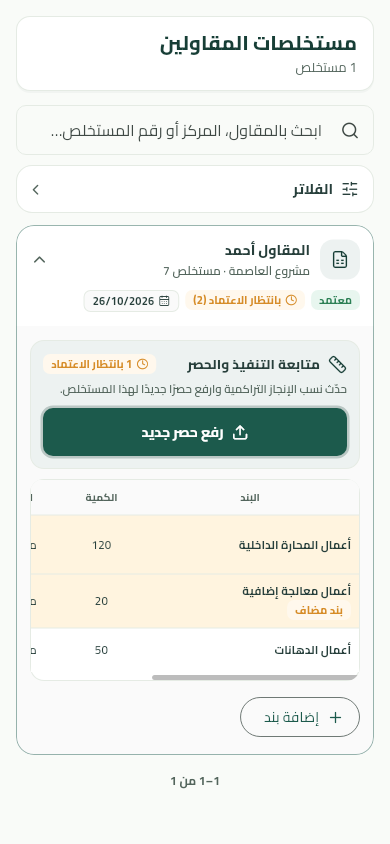 مستخلصات المقاولين
1 مستخلص
ابحث بالمقاول، المركز أو رقم المستخلص...
الفلاتر
المقاول أحمد
مشروع العاصمة · مستخلص 7
معتمد
بانتظار الاعتماد (2)
26/10/2026
متابعة التنفيذ والحصر
1 بانتظار الاعتماد
حدّث نسب الإنجاز التراكمية وارفع حصرًا جديدًا لهذا المستخلص.
رفع حصر جديد
البند الكمية
أعمال المحارة الداخلية 120
أعمال معالجة إضافية 20
بند مضاف
أعمال الدهانات 50
إضافة بند
1–1 من 1